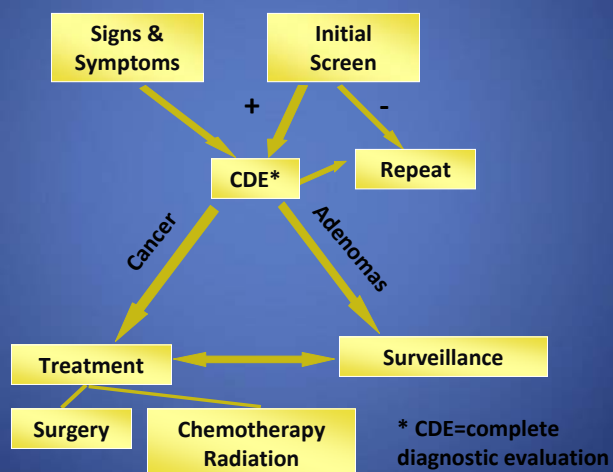 Signs &
Symptoms
Initial
Screen
+
-
CDE*
Repeat
Cancer
Adenomas
Treatment
Surveillance
Surgery
Chemotherapy
Radiation
* CDE=complete
diagnostic evaluation